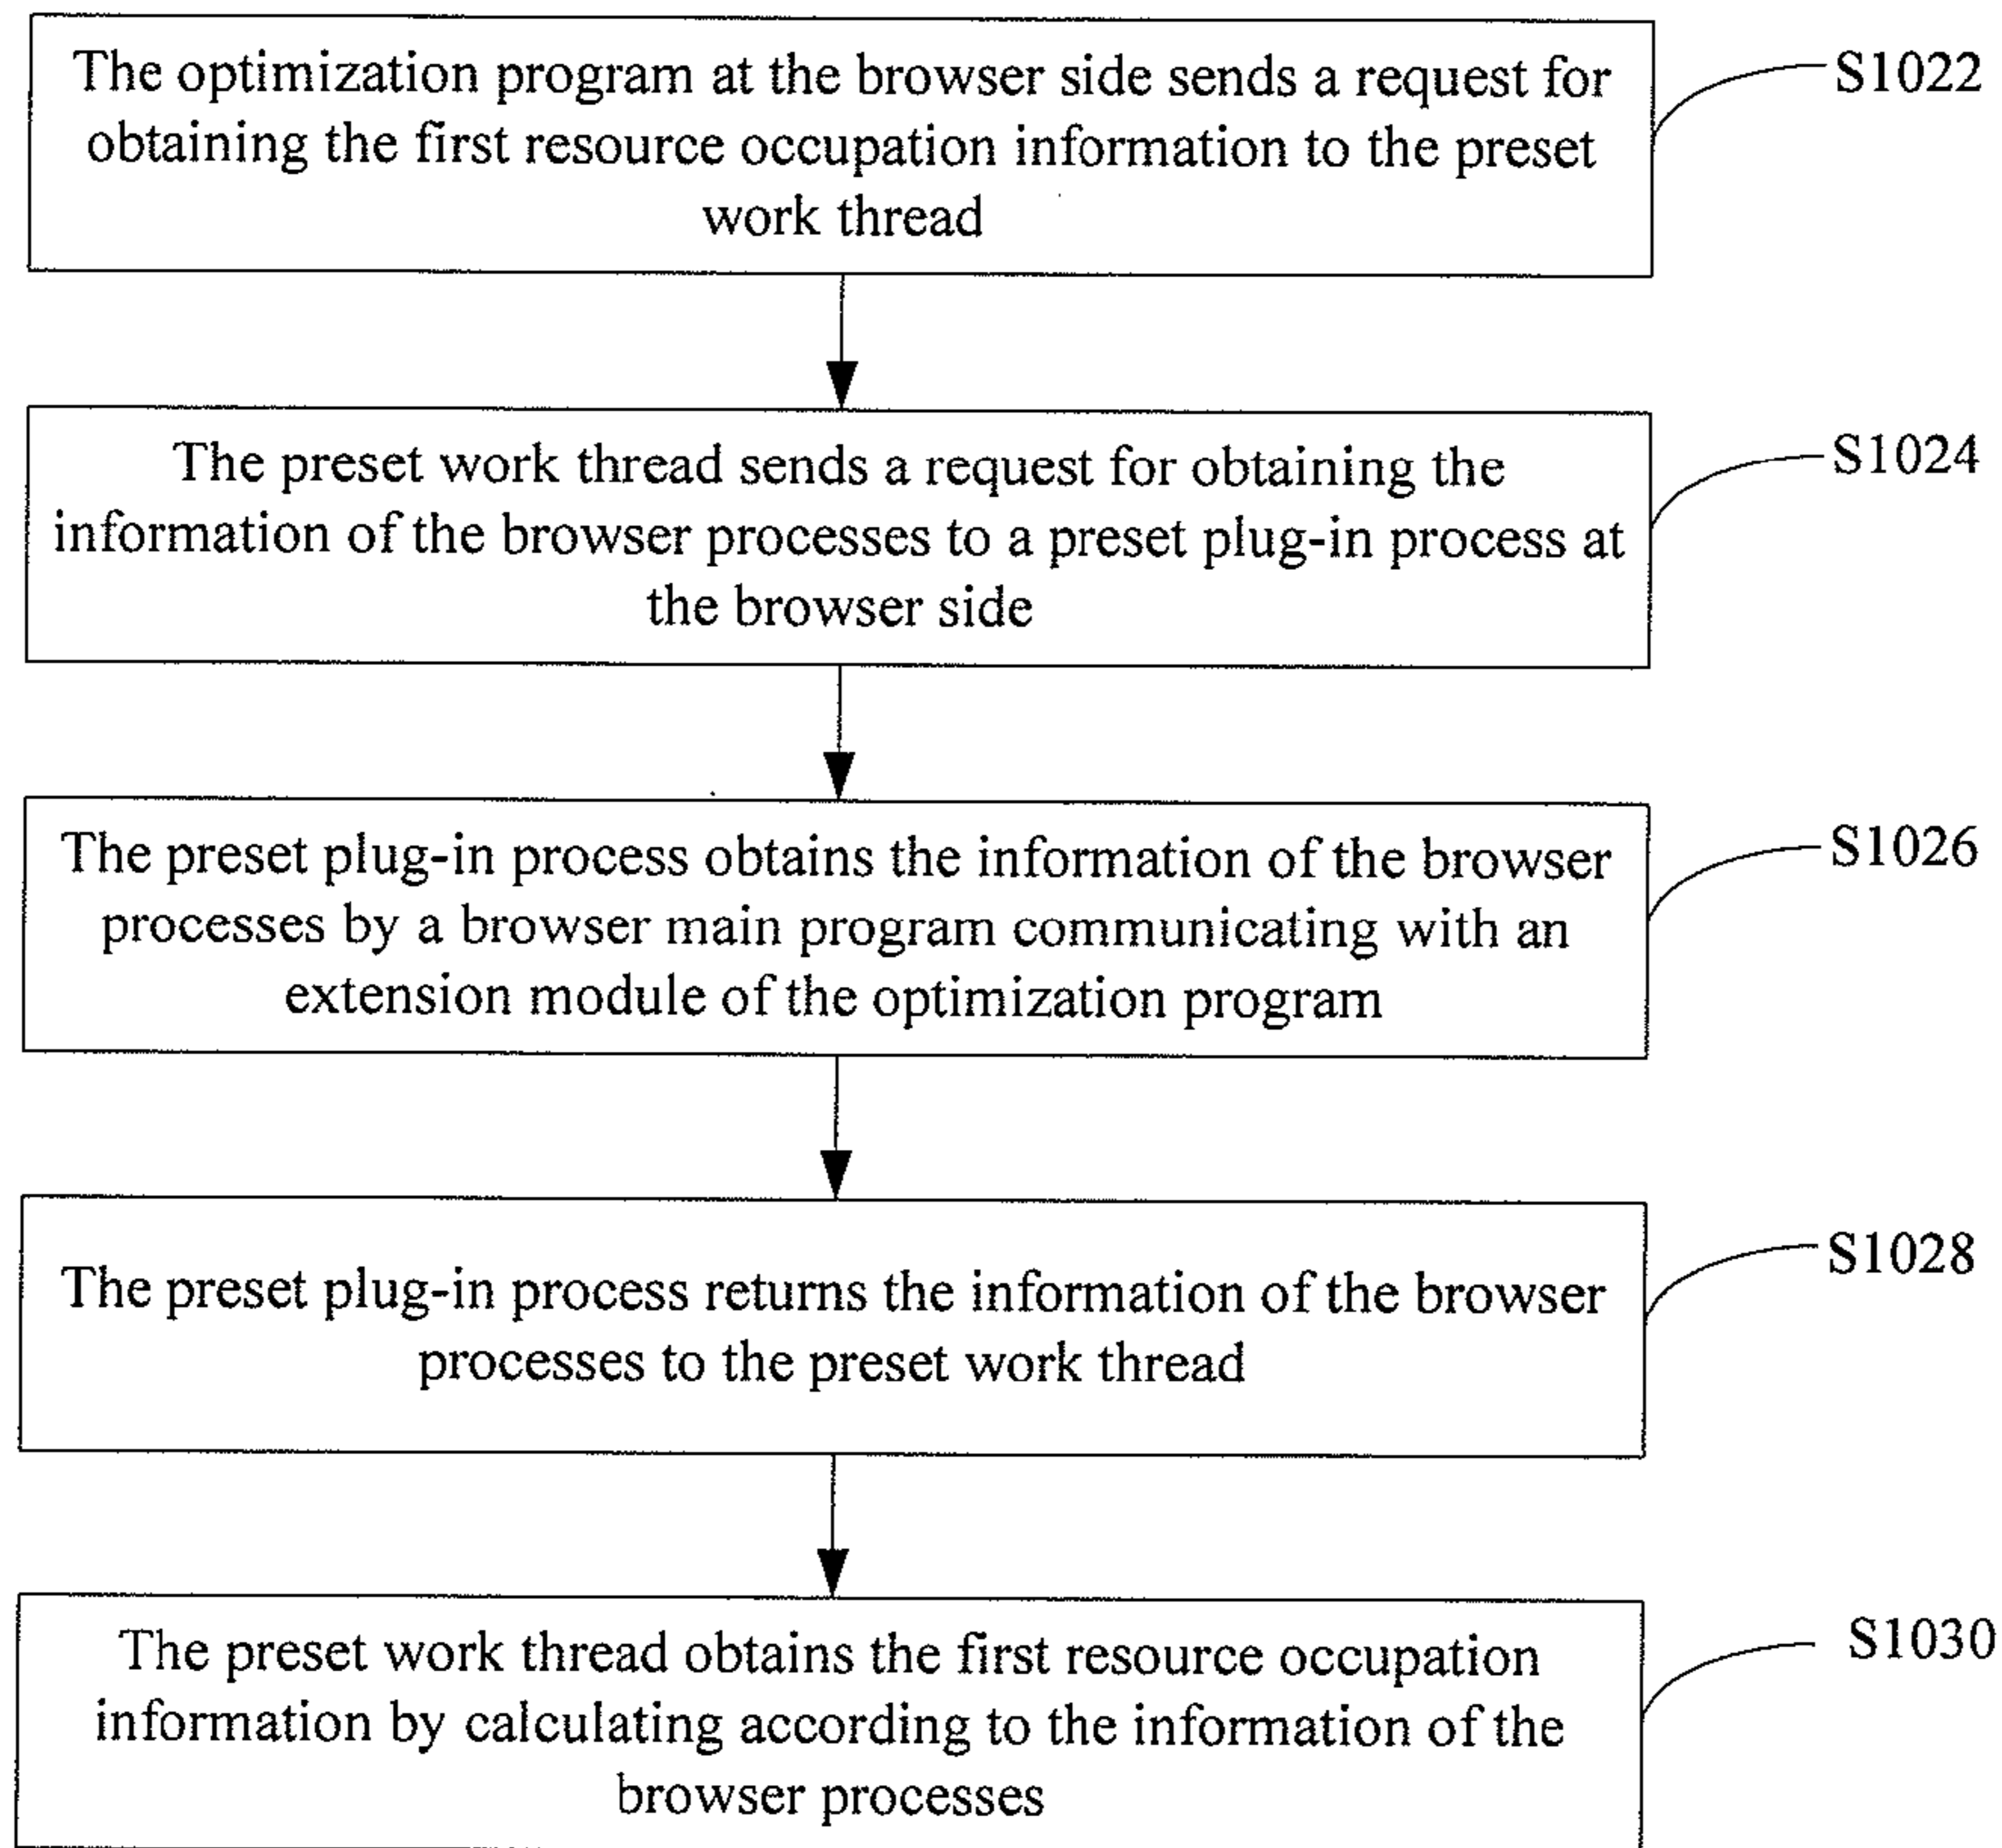 The optimization program at the browser side sends a request for
obtaining the first resource occupation information to the preset
work thread
S1022
The preset work thread sends a request for obtaining the
information of the browser processes to a preset plug-in process at
the browser side
S1024
The preset plug-in process obtains the information of the browser
processes by a browser main program communicating with an
extension module of the optimization program
S1026
The preset plug-in process returns the information of the browser
processes to the preset work thread
S1028
The preset work thread obtains the first resource occupation
information by calculating according to the information of the
browser processes
S1030